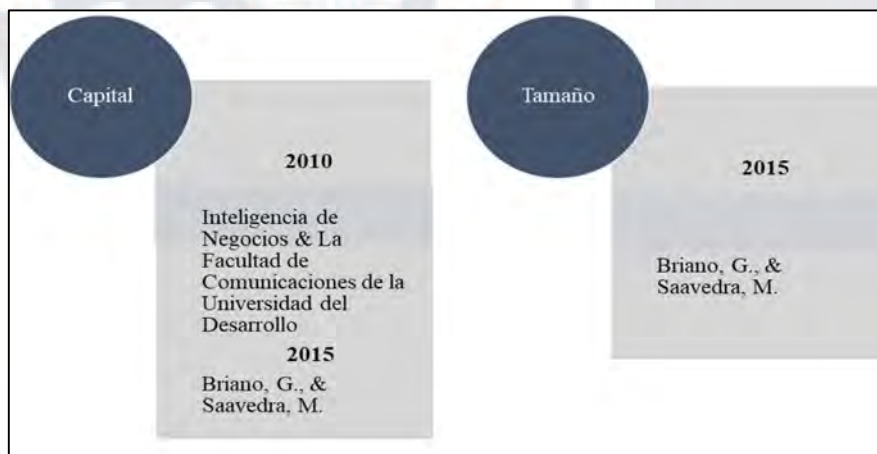 Capital
2010
Inteligencia de
Negocios & La
Facultad de
Comunicaciones de la
Universidad del
Desarrollo
2015
Briano, G., &
Saavedra, M.
Tamaño
2015
Briano, G., &
Saavedra, M.